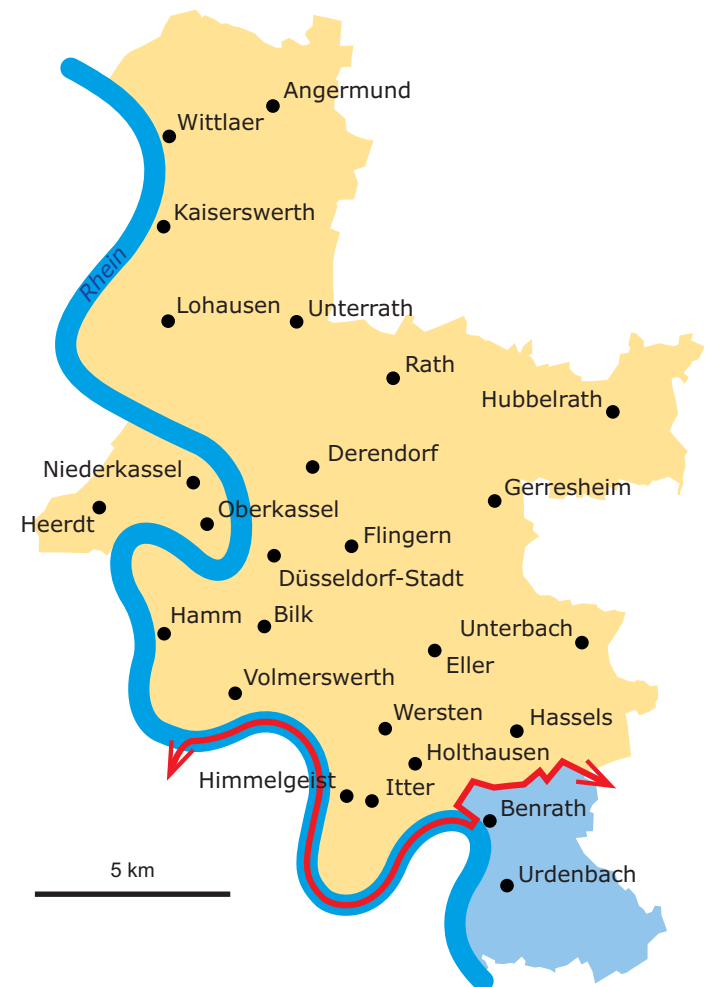 Angermund
Wittlaer
Kaiserswerth
Rhein
Lohausen
Unterrath
Rath
Hubbelrath
Derendorf
Niederkassel
Gerresheim
Oberkassel
Heerdt
Flingern
Düsseldorf-Stadt
Hamm
Bilk
Unterbach
Eller
Volmerswerth
Wersten
Hassels
Holthausen
Himmelgeist
Itter
Benrath
5 km
Urdenbach